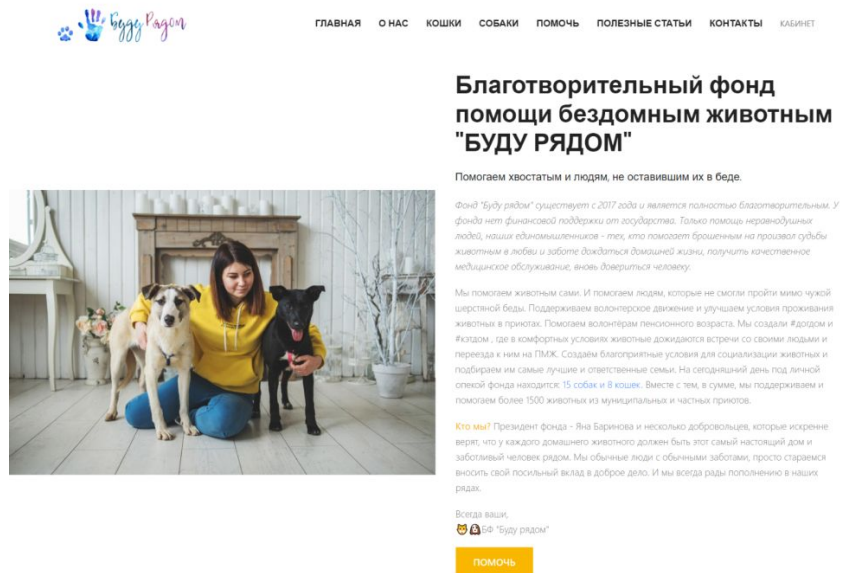 Буду Рядом
ГЛАВНАЯ О НАС КОШКИ СОБАКИ ПОМОЧЬ ПОЛЕЗНЫЕ СТАТЬИ КОНТАКТЫ КАБИНЕТ
Благотворительный фонд
помощи бездомным животным
"БУДУ РЯДОМ"
Помогаем хвостатым и людям, не оставившим их в беде.
Фонд "Буду рядом" существует с 2017 года и является полностью благотворительным. У
фонда нет финансовой поддержки от государства. Только помощь неравнодушных
людей, наших единомышленников - тех, кто помогает брошенным на произвол судьбы
животным в любви и заботе дождаться домашней жизни, получить качественное
медицинское обслуживание, вновь довериться человеку.
Мы помогаем животным сами. И помогаем людям, которые не смогли пройти мимо чужой
шерстяной беды. Поддерживаем волонтерское движение и улучшаем условия проживания
животных в приютах. Помогаем волонтёрам пенсионного возраста. Мы создали #догдом и
#кэтдом , где в комфортных условиях животные дожидаются встречи со своими людьми и
переезда к ним на ПМЖ. Создаём благоприятные условия для социализации животных и
подбираем им самые лучшие и ответственные семьи. На сегодняшний день под личной
опекой фонда находится: 15 собак и 8 кошек. Вместе с тем, в сумме, мы поддерживаем и
помогаем более 1500 животных из муниципальных и частных приютов.
Кто мы? Президент фонда - Яна Баринова и несколько добровольцев, которые искренне
верят, что у каждого домашнего животного должен быть этот самый настоящий дом и
заботливый человек рядом. Мы обычные люди с обычными заботами, просто стараемся
вносить свой посильный вклад в доброе дело. И мы всегда рады пополнению в наших
рядах.
Всегда ваши,
БФ "Буду рядом"
ПОМОЧЬ